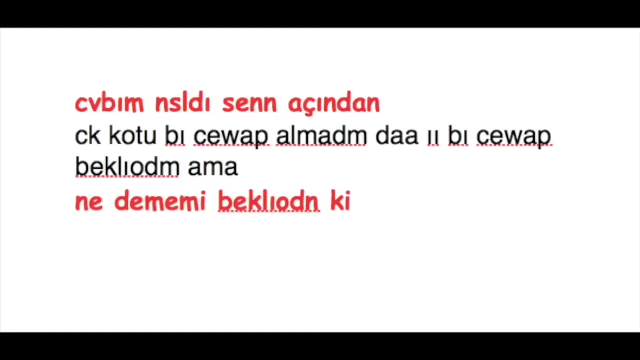 cvbım nsldı senn açından
ck kotu bı cewap almadm daa ıı bı cewap
beklıodm ama
ne dememi beklıodn ki